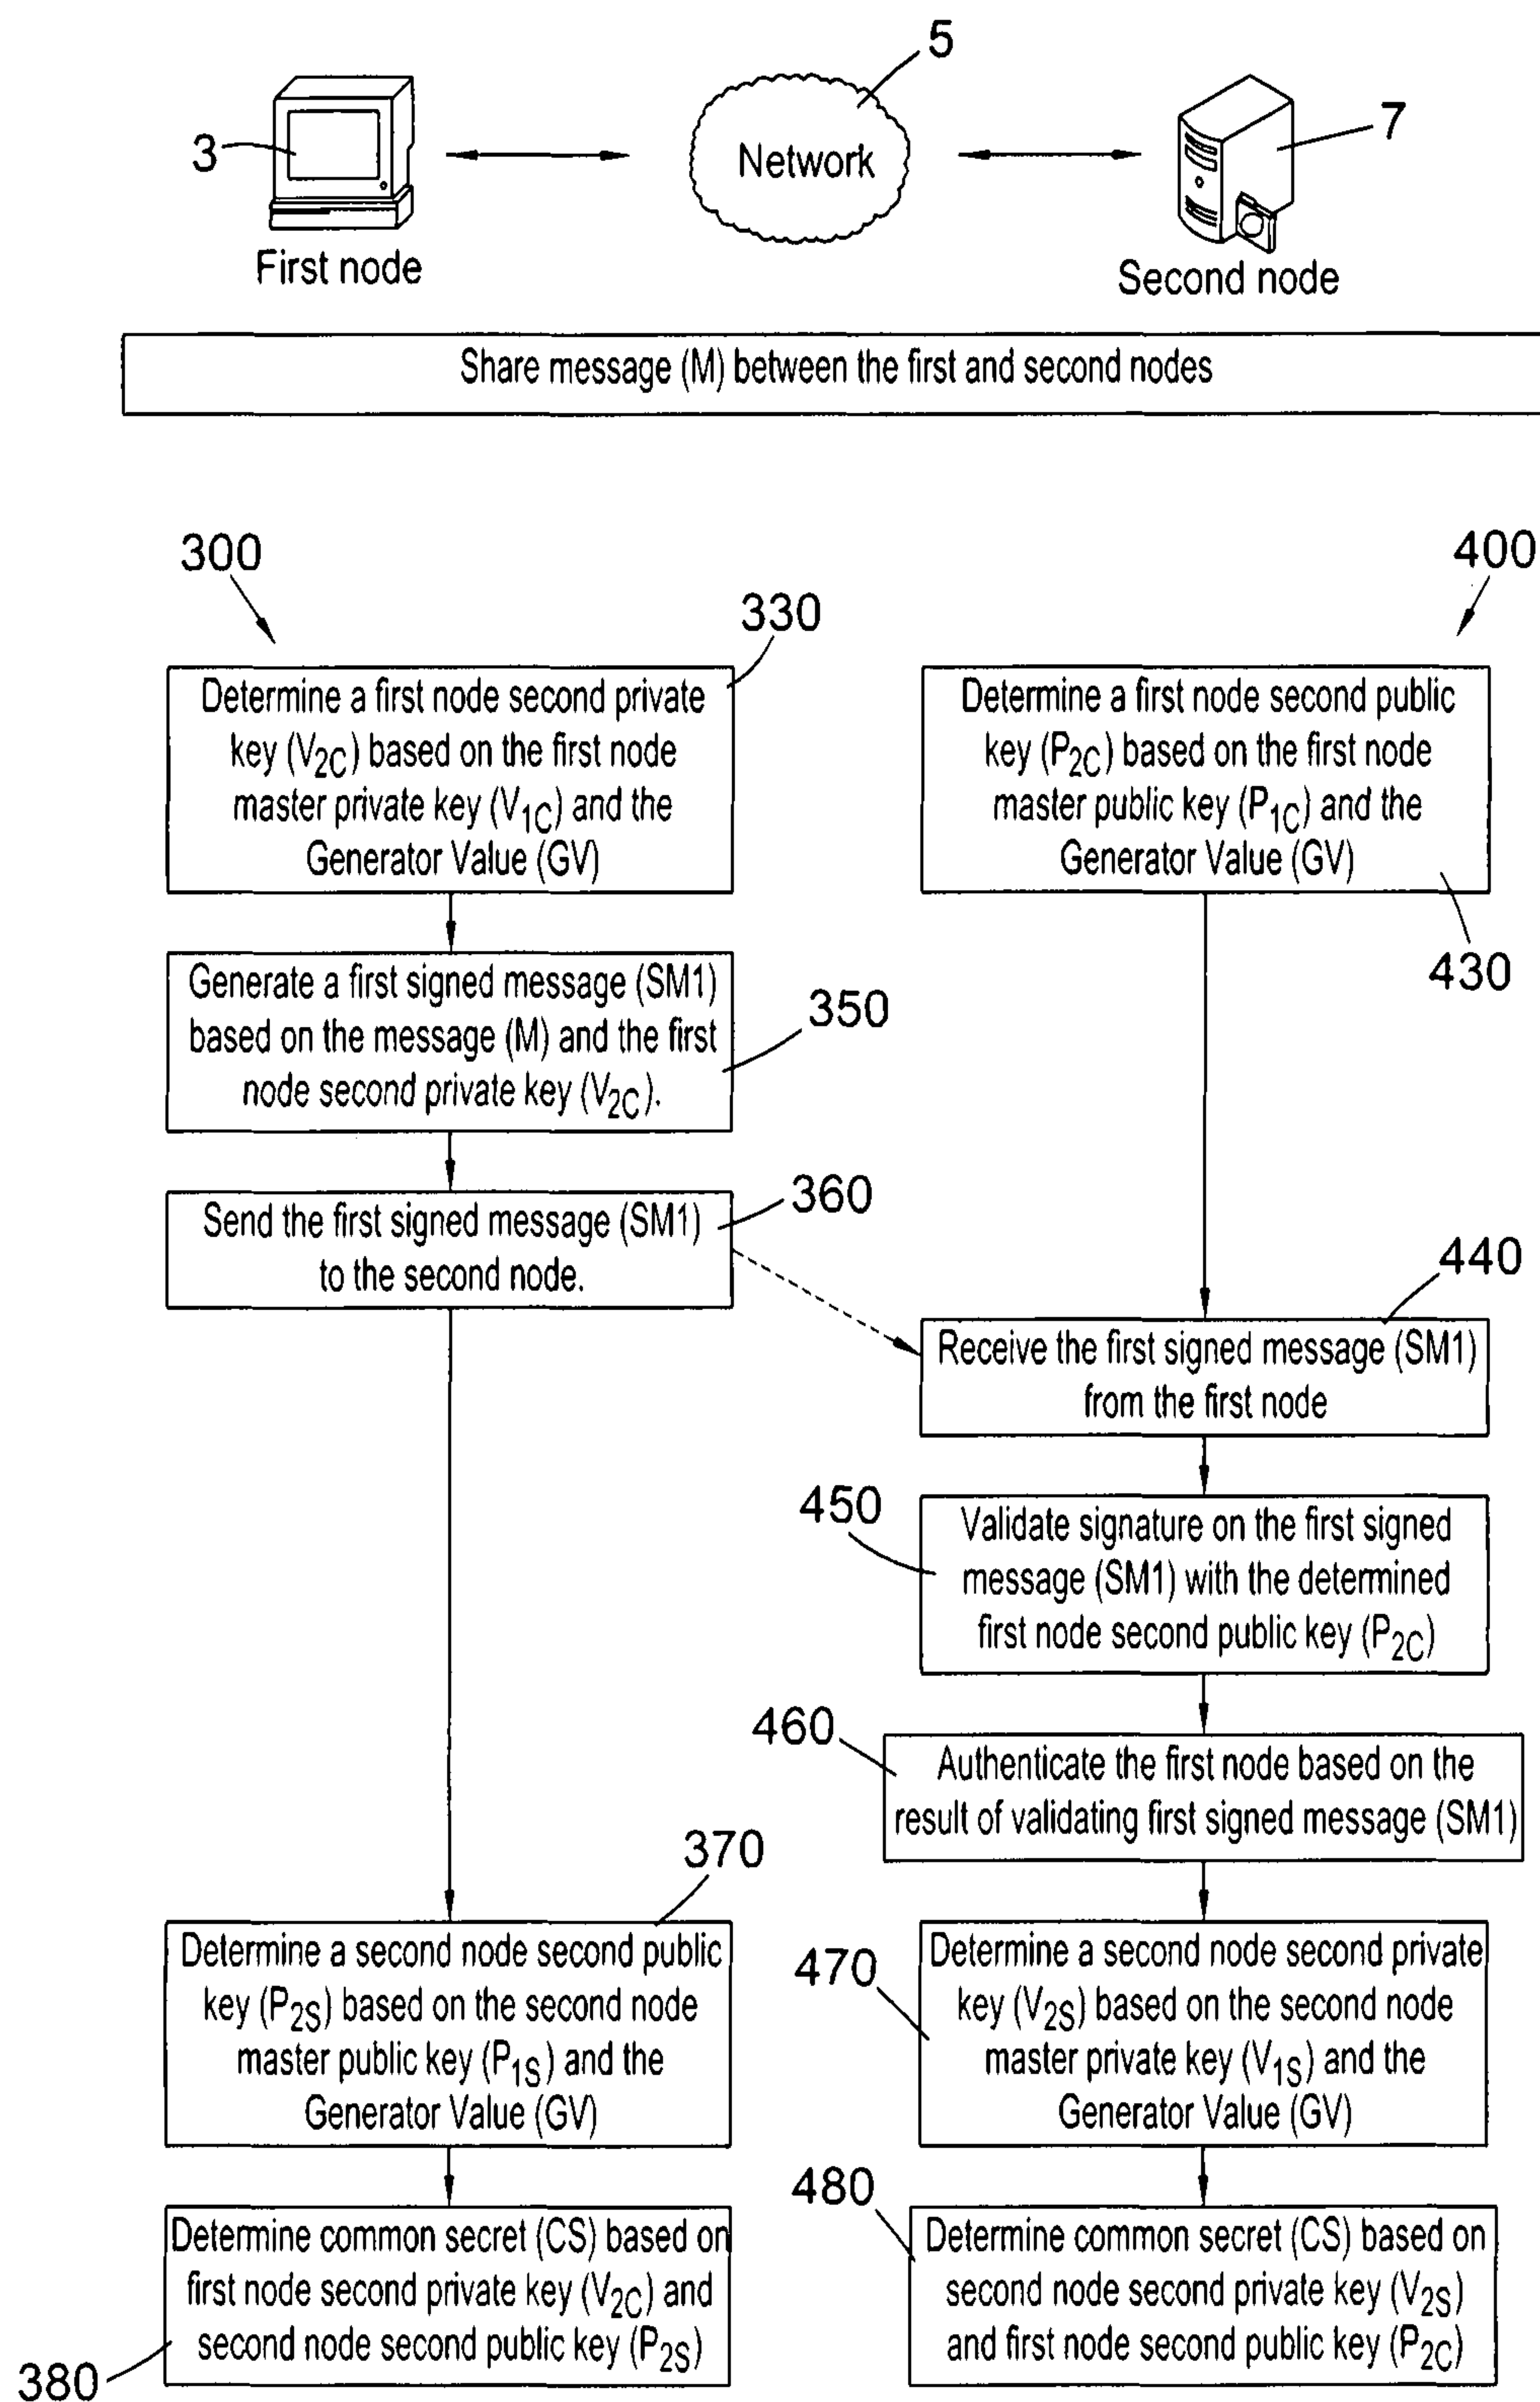 5
3
Network
7
First node
Second node
Share message (M) between the first and second nodes
300
400
330
Determine a first node second private
key (V2C) based on the first node
master private key (V1C) and the
Generator Value (GV)
Determine a first node second public
key (P2C) based on the first node
master public key (P1C) and the
Generator Value (GV)
430
Generate a first signed message (SM1)
based on the message (M) and the first
node second private key (V2C).
350
Send the first signed message (SM1)
to the second node.
360
440
Receive the first signed message (SM1)
from the first node
450
Validate signature on the first signed
message (SM1) with the determined
first node second public key (P2C)
460
Authenticate the first node based on the
result of validating first signed message (SM1)
370
Determine a second node second public
key (P2S) based on the second node
master public key (P1S) and the
Generator Value (GV)
470
Determine a second node second private
key (V2S) based on the second node
master private key (V1S) and the
Generator Value (GV)
Determine common secret (CS) based on
first node second private key (V2C) and
second node second public key (P2S)
380
480
Determine common secret (CS) based on
second node second private key (V2S)
and first node second public key (P2C)